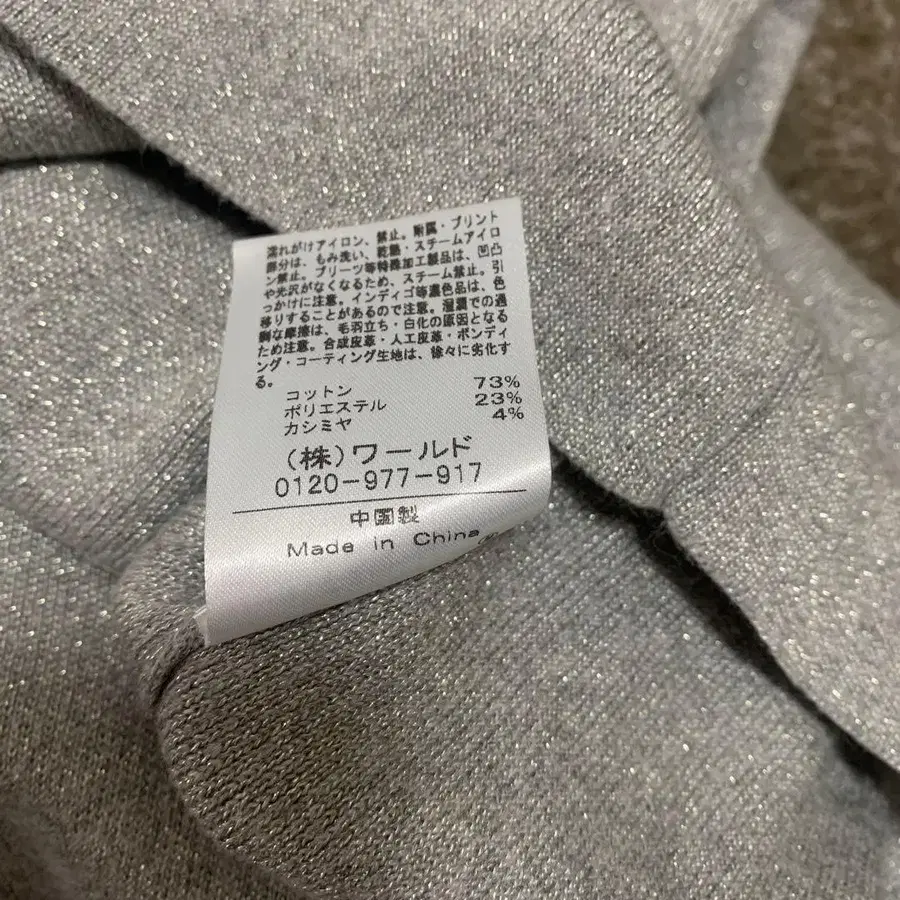 濡れがけアイロン、禁止。附属・プリント
部分は、もみ洗い、乾熱・スチームアイロ
ン禁止。プリーツ等特殊加工製品は、凹凸
や光沢がなくなるため、スチーム禁止。引
っかけに注意。インディゴ等濃色品は、色
移りすることがあるので注意。湿潤での過
剰な摩擦は、毛羽立ち・白化の原因となる
ため注意。合成皮革・人工皮革・ボンディ
ング・コーティング生地は、徐々に劣化す
る。
コットン 73%
ポリエステル 23%
カシミヤ 4%
(株)ワールド
0120-977-917
中国製
Made in China